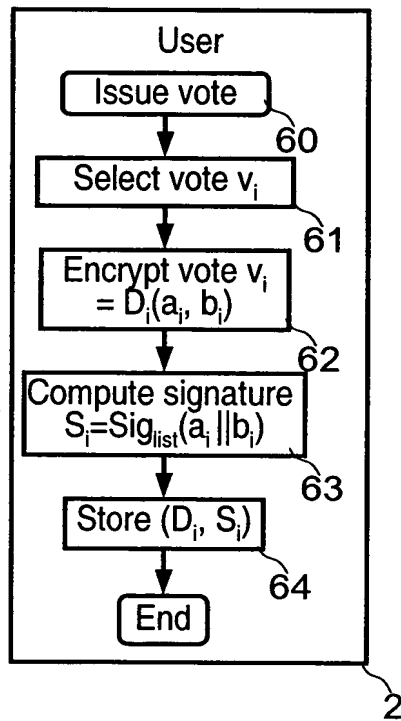 User
Issue vote
60
Select vote vᵢ
61
Encrypt vote vᵢ
= Dᵢ(aᵢ, bᵢ)
62
Compute signature
Sᵢ=Sigₗᵢₛₜ(aᵢ||bᵢ)
63
Store (Dᵢ, Sᵢ)
64
End
2